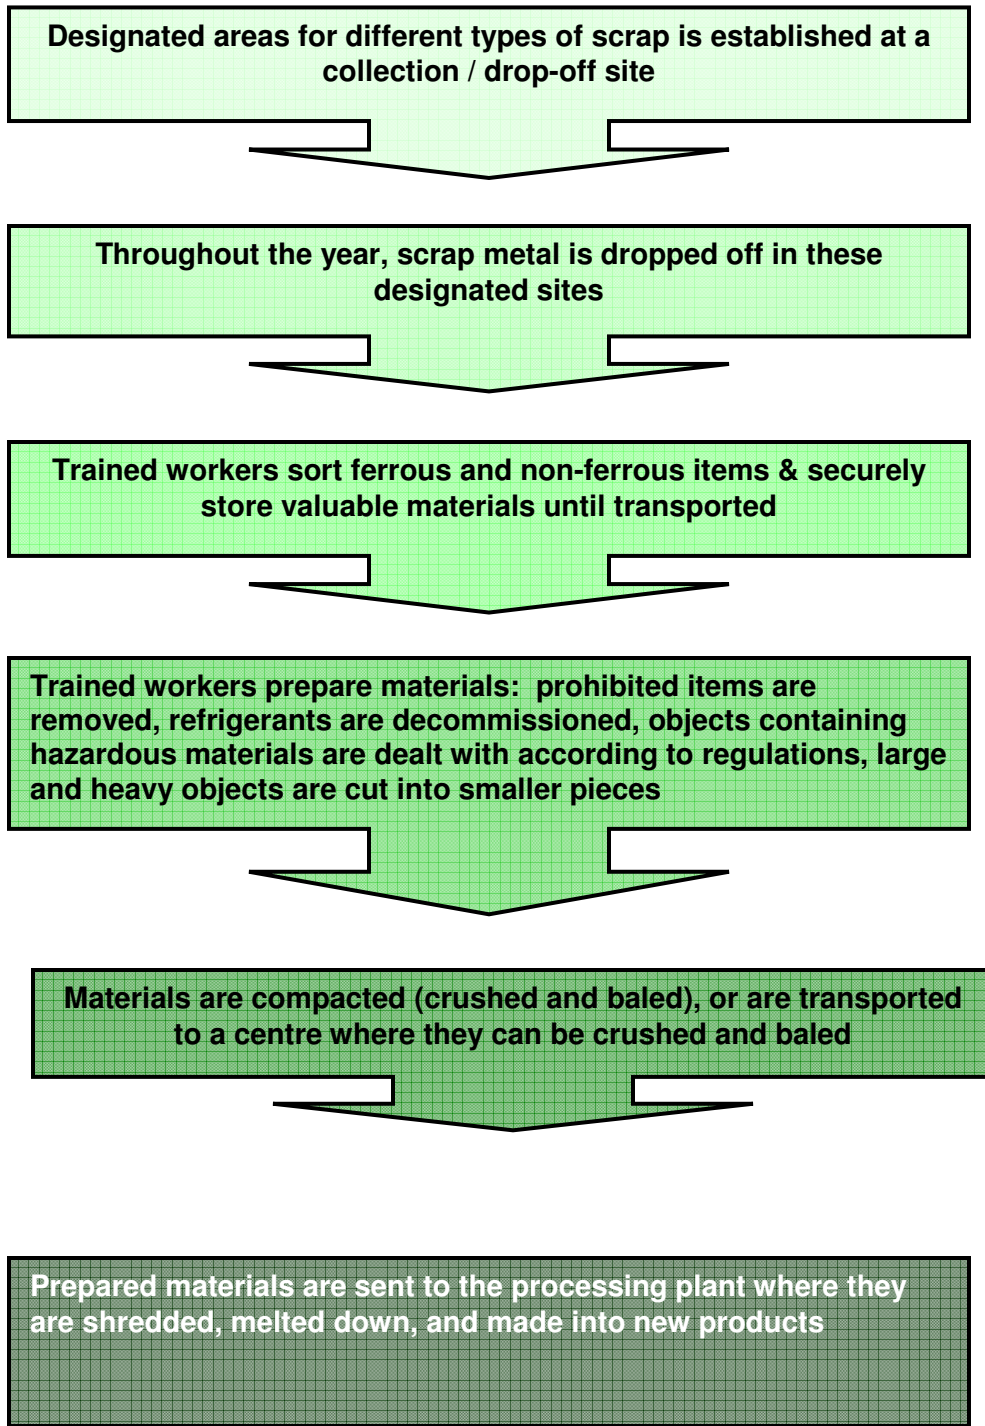 Designated areas for different types of scrap is established at a
collection / drop-off site
Throughout the year, scrap metal is dropped off in these
designated sites
Trained workers sort ferrous and non-ferrous items & securely
store valuable materials until transported
Trained workers prepare materials:  prohibited items are
removed, refrigerants are decommissioned, objects containing
hazardous materials are dealt with according to regulations, large
and heavy objects are cut into smaller pieces
Materials are compacted (crushed and baled), or are transported
to a centre where they can be crushed and baled
Prepared materials are sent to the processing plant where they
are shredded, melted down, and made into new products